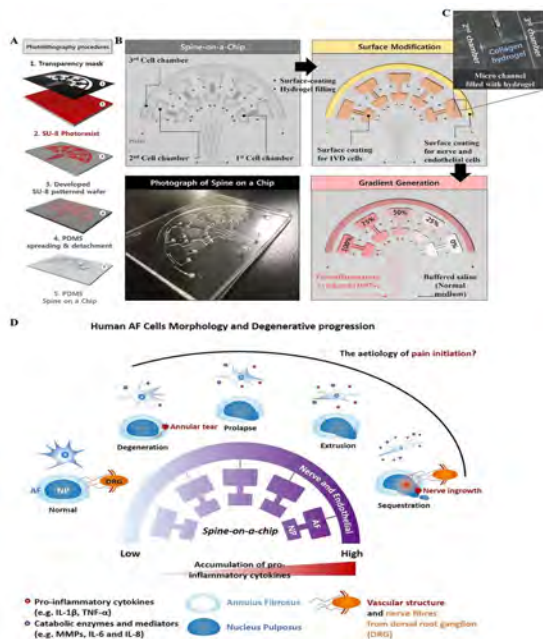 A
Photolithography procedures
1. Transparency mask
2. SU-8 Photoresist
3. Developed
SU-8 patterned wafer
4. PDMS
spreading & detachment
5. PDMS
Spine on a Chip
B
Spine-on-a-Chip
3rd Cell chamber
2nd Cell chamber
1st Cell chamber
• Surface-coating
• Hydrogel filling
Surface Modification
Surface coating
for IVD cells
Surface coating
for nerve and
endothelial cells
Photograph of Spine on a Chip
Gradient Generation
100%
75%
50%
25%
0%
Buffered saline
(Normal
medium)
C
2nd chamber
Collagen
hydrogel
3rd chamber
Micro channel
filled with hydrogel
D
Human AF Cells Morphology and Degenerative progression
The aetiology of pain initiation?
Annular tear
Degeneration
Prolapse
Extrusion
AF
NP
DRG
Normal
Nerve ingrowth
Sequestration
Nerve and Endothelial
AF
NP
Spine-on-a-chip
Low
High
Accumulation of pro-
inflammatory cytokines
Pro-inflammatory cytokines
(e.g. IL-1β, TNF-α)
Catabolic enzymes and mediators
(e.g. MMPs, IL-6 and IL-8)
Annulus Fibrosus
Nucleus Pulposus
Vascular structure
and nerve fibres
from dorsal root ganglion
(DRG)